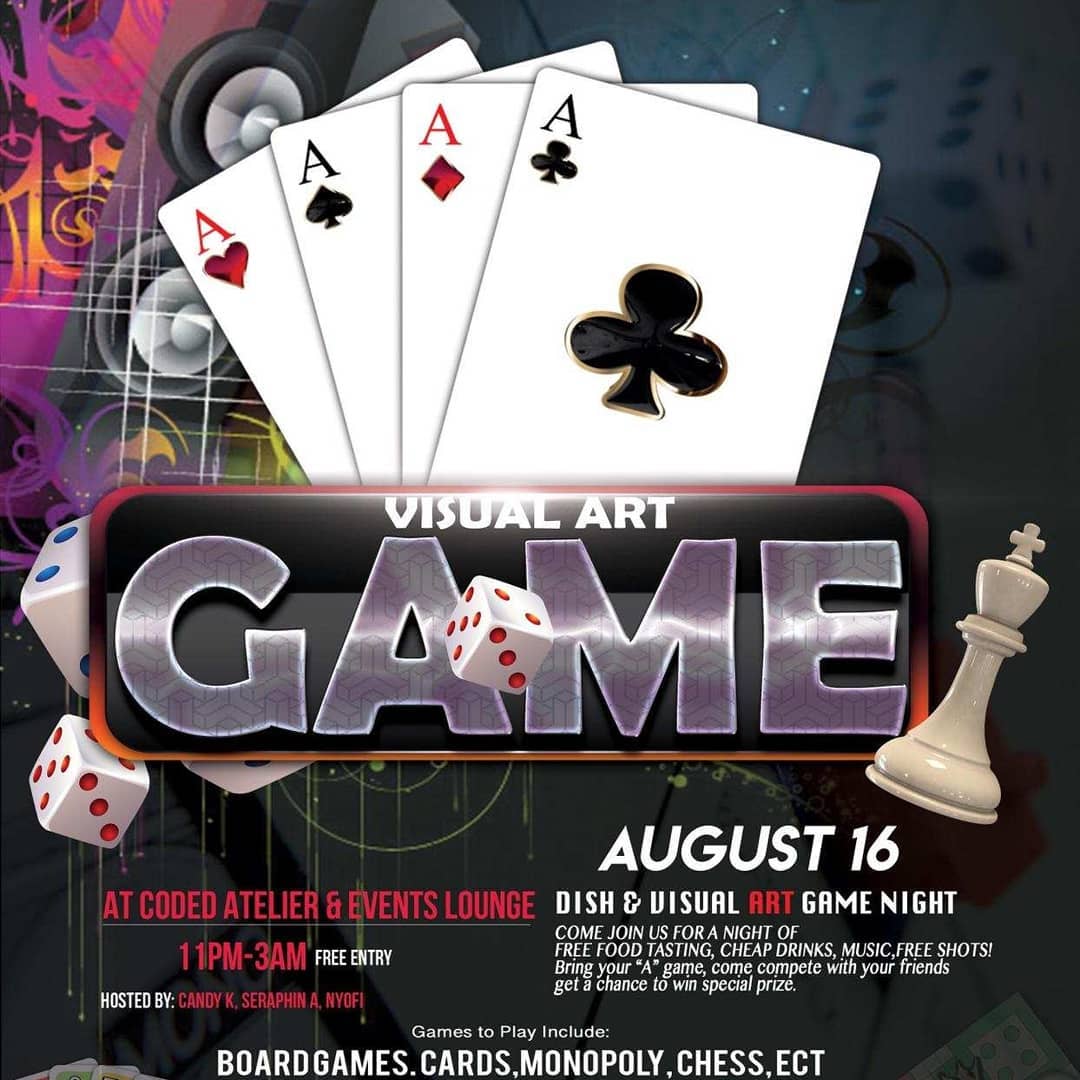 A
A
A
A
VISUAL ART
GAME
AUGUST 16
AT CODED ATELIER & EVENTS LOUNGE
11PM-3AM FREE ENTRY
HOSTED BY: CANDY K, SERAPHIN A, NYOFI
DISH & VISUAL ART GAME NIGHT
COME JOIN US FOR A NIGHT OF
FREE FOOD TASTING, CHEAP DRINKS, MUSIC,FREE SHOTS!
Bring your “A” game, come compete with your friends
get a chance to win special prize.
Games to Play Include:
BOARD GAMES. CARDS,MONOPOLY, CHESS, ECT